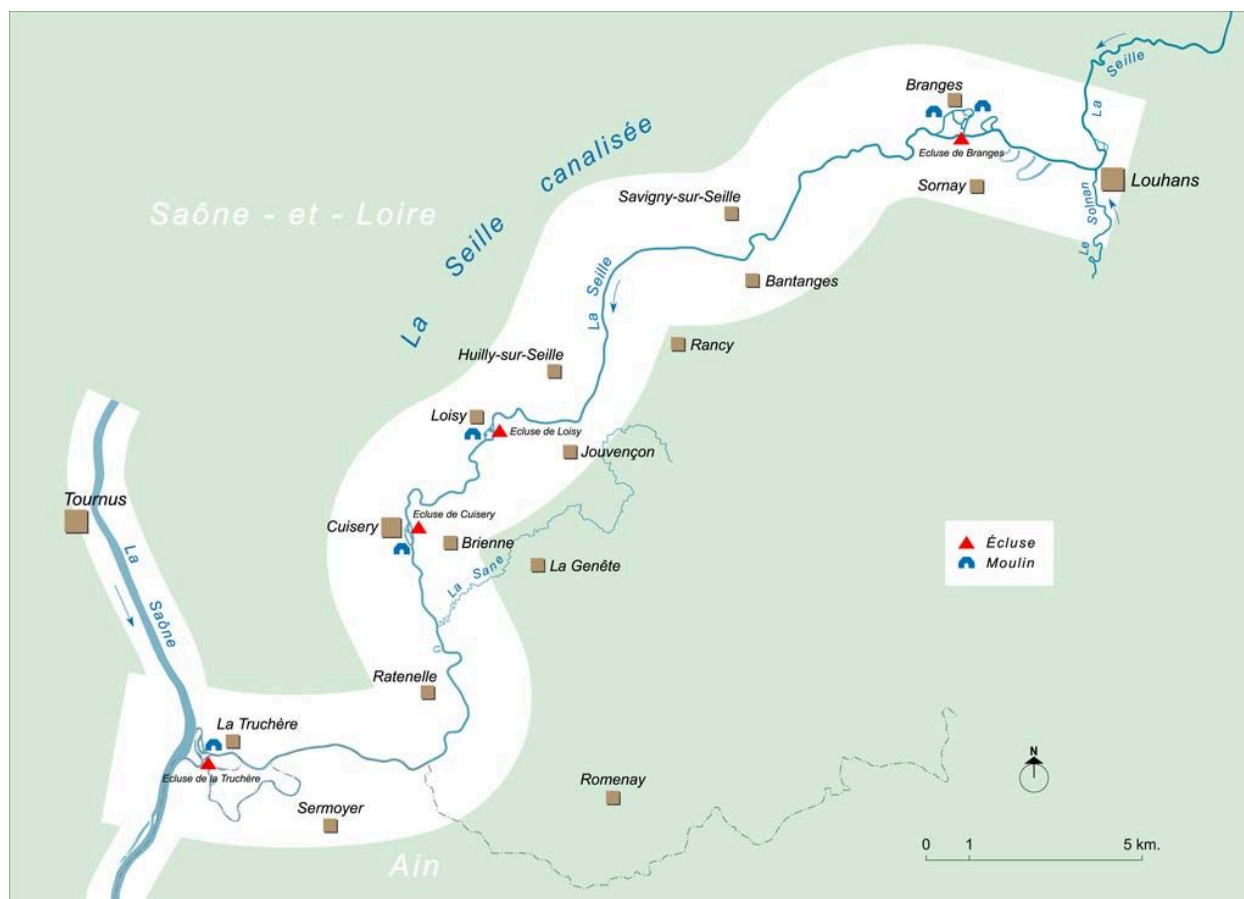 La Seille
Branges
Ecluse de Branges
Louhans
Sornay
Le Solnan
Savigny-sur-Seille
La Seille canalisée
Saône - et - Loire
Bantanges
La Seille
Rancy
Huilly-sur-Seille
Loisy
Ecluse de Loisy
Jouvençon
Tournus
Cuisery
Ecluse de Cuisery
Brienne
La Genête
La Sane
Écluse
Moulin
La Saône
Ratenelle
La Truchère
Ecluse de la Truchère
Sermoyer
Romenay
Ain
N
0 1 5 km.